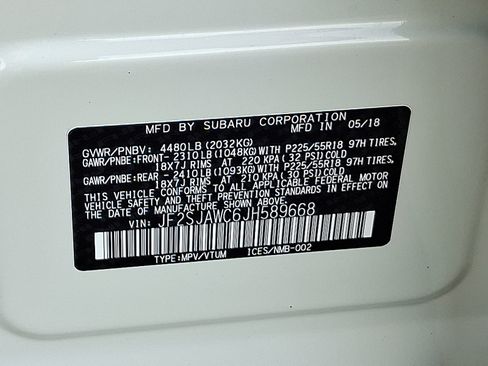 MFD BY SUBARU CORPORATION
MFD IN 05/18
GVWR/PNBV: 4480LB(2032KG)
GAWR/PNBE:FRONT- 2310LB(1048KG)WITH P225/55R18 97H TIRES,
18X7J RIMS AT 220 KPA(32 PSI)COLD
GAWR/PNBE:REAR - 2410LB(1093KG)WITH P225/55R18 97H TIRES,
18X7J RIMS AT 210 KPA(30 PSI)COLD
THIS VEHICLE CONFORMS TO ALL APPLICABLE FEDERAL MOTOR
VEHICLE SAFETY, BUMPER, AND THEFT PREVENTION STANDARDS
IN EFFECT ON THE DATE OF MANUFACTURE SHOWN ABOVE.
VIN: JF2SJAWC6JH589668
TYPE:MPV/VTUM ICES/NMB-002